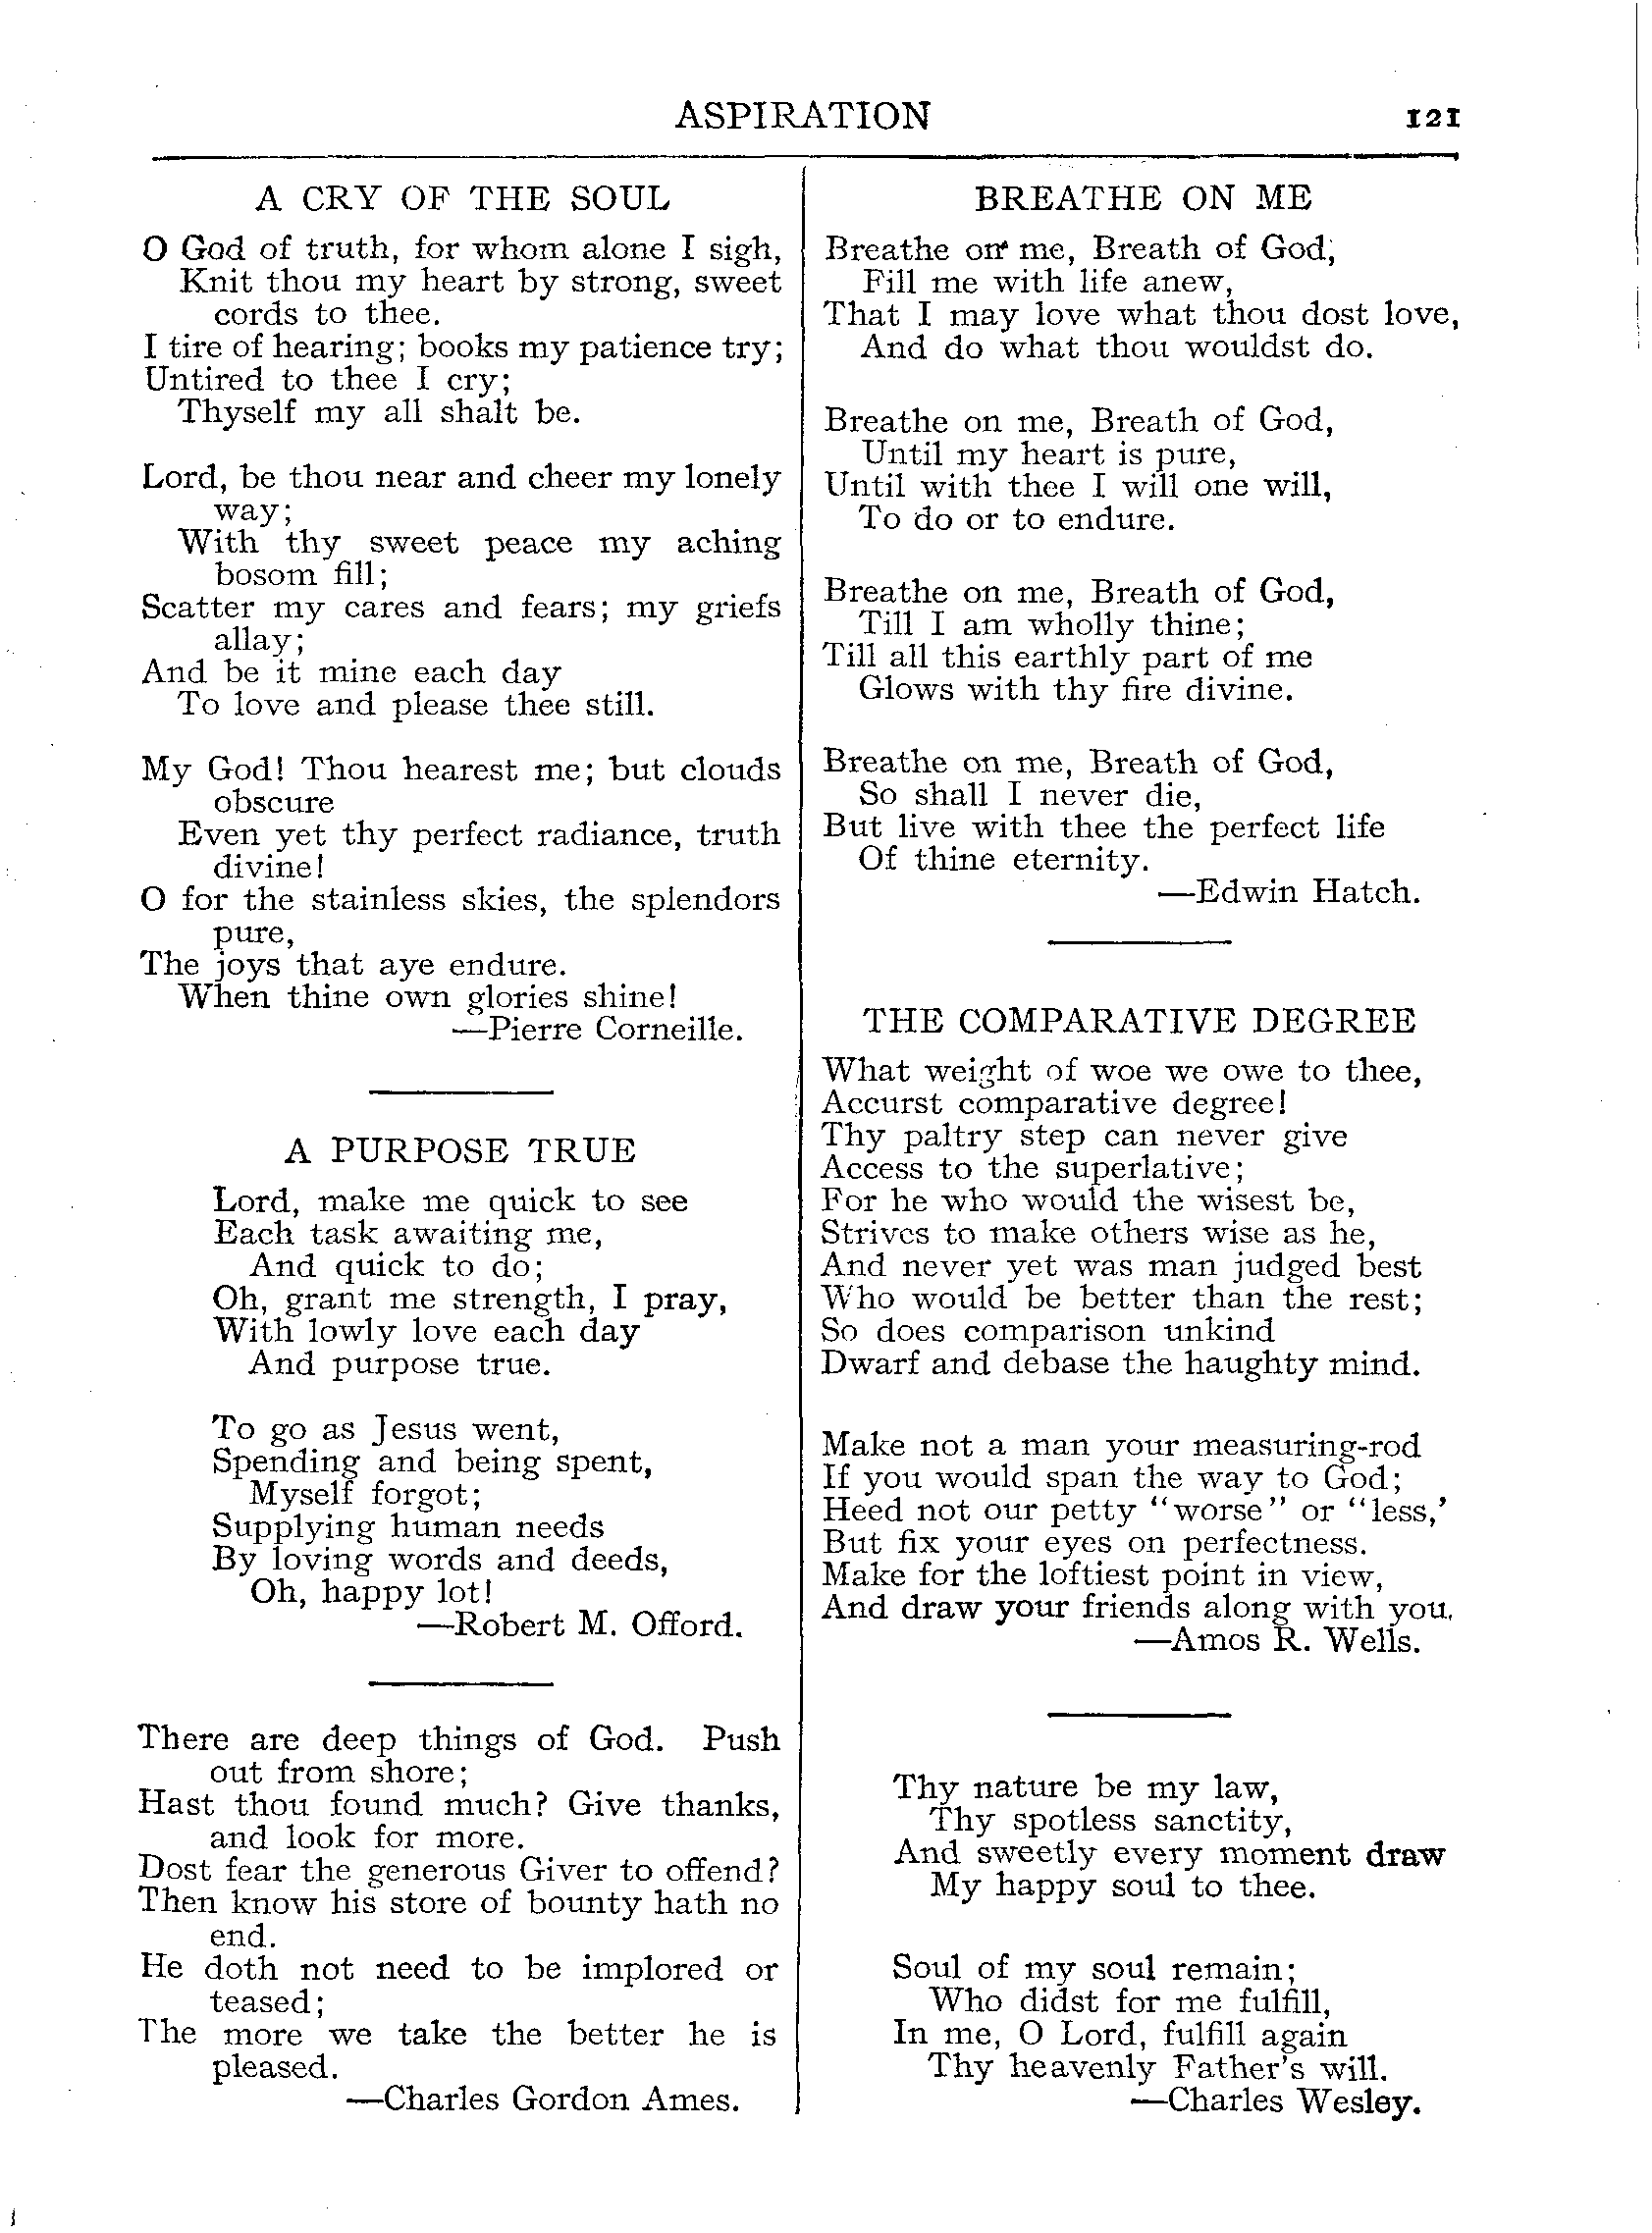 ASPIRATION 121
A CRY OF THE SOUL
O God of truth, for whom alone I sigh,
Knit thou my heart by strong, sweet
cords to thee.
I tire of hearing; books my patience try;
Untired to thee I cry;
Thyself my all shalt be.
Lord, be thou near and cheer my lonely
way;
With thy sweet peace my aching
bosom fill;
Scatter my cares and fears; my griefs
allay;
And be it mine each day
To love and please thee still.
My God! Thou hearest me; but clouds
obscure
Even yet thy perfect radiance, truth
divine!
O for the stainless skies, the splendors
pure,
The joys that aye endure.
When thine own glories shine!
—Pierre Corneille.
A PURPOSE TRUE
Lord, make me quick to see
Each task awaiting me,
And quick to do;
Oh, grant me strength, I pray,
With lowly love each day
And purpose true.
To go as Jesus went,
Spending and being spent,
Myself forgot;
Supplying human needs
By loving words and deeds,
Oh, happy lot!
—Robert M. Offord.
There are deep things of God. Push
out from shore;
Hast thou found much? Give thanks,
and look for more.
Dost fear the generous Giver to offend?
Then know his store of bounty hath no
end.
He doth not need to be implored or
teased;
The more we take the better he is
pleased.
—Charles Gordon Ames.
BREATHE ON ME
Breathe on me, Breath of God,
Fill me with life anew,
That I may love what thou dost love,
And do what thou wouldst do.
Breathe on me, Breath of God,
Until my heart is pure,
Until with thee I will one will,
To do or to endure.
Breathe on me, Breath of God,
Till I am wholly thine;
Till all this earthly part of me
Glows with thy fire divine.
Breathe on me, Breath of God,
So shall I never die,
But live with thee the perfect life
Of thine eternity.
—Edwin Hatch.
THE COMPARATIVE DEGREE
What weight of woe we owe to thee,
Accurst comparative degree!
Thy paltry step can never give
Access to the superlative;
For he who would the wisest be,
Strives to make others wise as he,
And never yet was man judged best
Who would be better than the rest;
So does comparison unkind
Dwarf and debase the haughty mind.
Make not a man your measuring-rod
If you would span the way to God;
Heed not our petty "worse" or "less,'
But fix your eyes on perfectness.
Make for the loftiest point in view,
And draw your friends along with you.
—Amos R. Wells.
Thy nature be my law,
Thy spotless sanctity,
And sweetly every moment draw
My happy soul to thee.
Soul of my soul remain;
Who didst for me fulfill,
In me, O Lord, fulfill again
Thy heavenly Father's will.
—Charles Wesley.